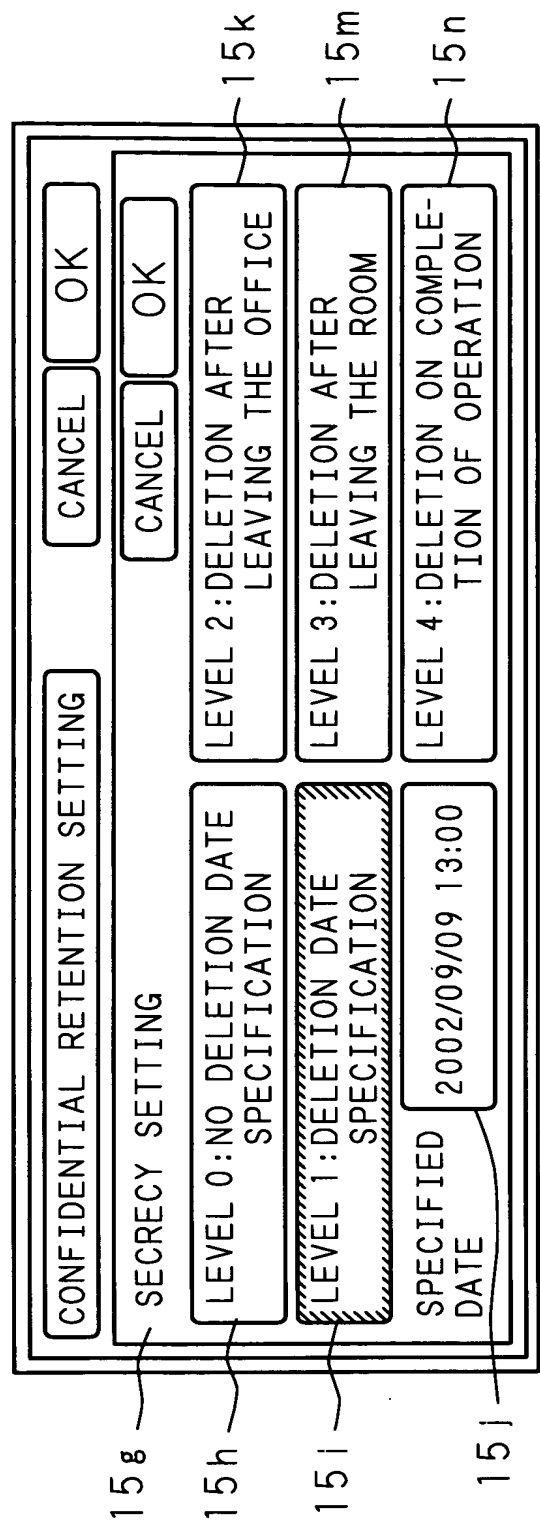 CONFIDENTIAL RETENTION SETTING
CANCEL
OK
15g
SECRECY SETTING
CANCEL
OK
15h
LEVEL 0:NO DELETION DATE
SPECIFICATION
LEVEL 2:DELETION AFTER
LEAVING THE OFFICE
15k
15i
LEVEL 1:DELETION DATE
SPECIFICATION
LEVEL 3:DELETION AFTER
LEAVING THE ROOM
15m
SPECIFIED
DATE
2002/09/09 13:00
15j
LEVEL 4:DELETION ON COMPLE-
TION OF OPERATION
15n